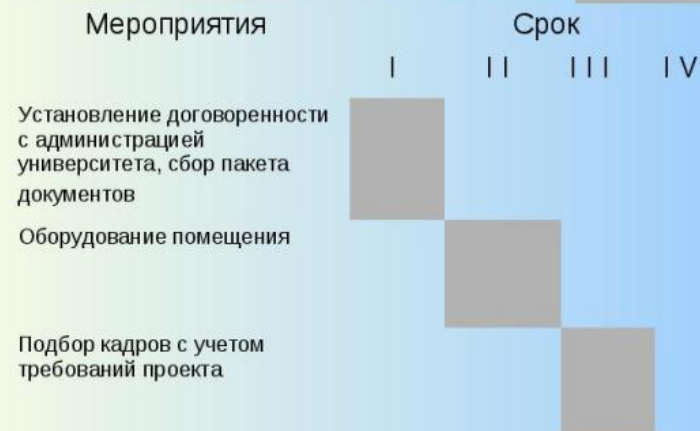 Мероприятия Срок
I II III IV
Установление договоренности
с администрацией
университета, сбор пакета
документов
Оборудование помещения
Подбор кадров с учетом
требований проекта